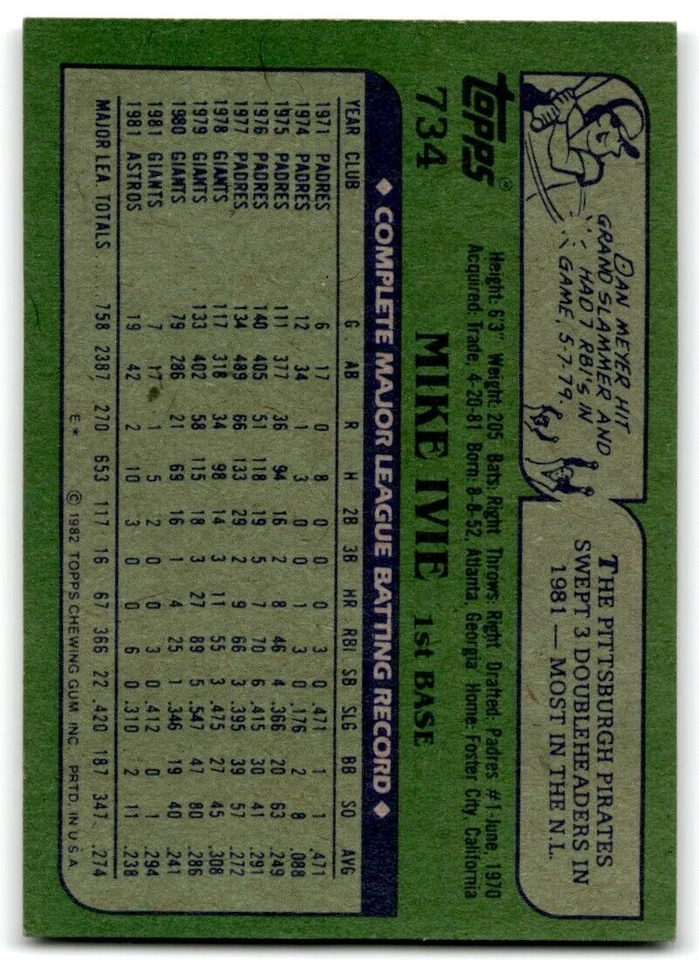 DAN MEYER HIT
GRAND SLAMMER AND
HAD 7 RBI'S IN
GAME, 5-7-79.
THE PITTSBURGH PIRATES
SWEPT 3 DOUBLEHEADERS IN
1981 — MOST IN THE N.L.
TOPPS®
734
MIKE IVIE 1st BASE
Height: 6'3" Weight: 205 Bats: Right Throws: Right Drafted: Padres #1-June, 1970
Acquired: Trade, 4-20-81 Born: 8-8-52, Atlanta, Georgia Home: Foster City, California
◆ COMPLETE MAJOR LEAGUE BATTING RECORD ◆
YEAR CLUB G AB R H 2B 3B HR RBI SB SLG BB SO AVG
1971 PADRES 6 17 0 8 0 0 0 3 0 .471 1 1 .471
1974 PADRES 12 34 1 3 0 0 1 3 0 .176 2 8 .088
1975 PADRES 111 377 36 94 16 2 8 46 4 .366 20 63 .249
1976 PADRES 140 405 51 118 19 5 7 70 6 .415 30 41 .291
1977 PADRES 134 489 66 133 29 2 9 66 3 .395 39 57 .272
1978 GIANTS 117 318 34 98 14 3 11 55 3 .475 27 45 .308
1979 GIANTS 133 402 58 115 18 3 27 89 5 .547 47 80 .286
1980 GIANTS 79 286 21 69 16 1 4 25 1 .346 19 40 .241
1981 GIANTS 7 17 1 5 2 0 0 3 0 .412 0 1 .294
1981 ASTROS 19 42 2 10 3 0 0 6 0 .310 2 11 .238
MAJOR LEA. TOTALS . . . 758 2387 270 653 117 16 67 366 22 .420 187 347 .274
E* © 1982 TOPPS CHEWING GUM, INC. PRTD. IN U.S.A.